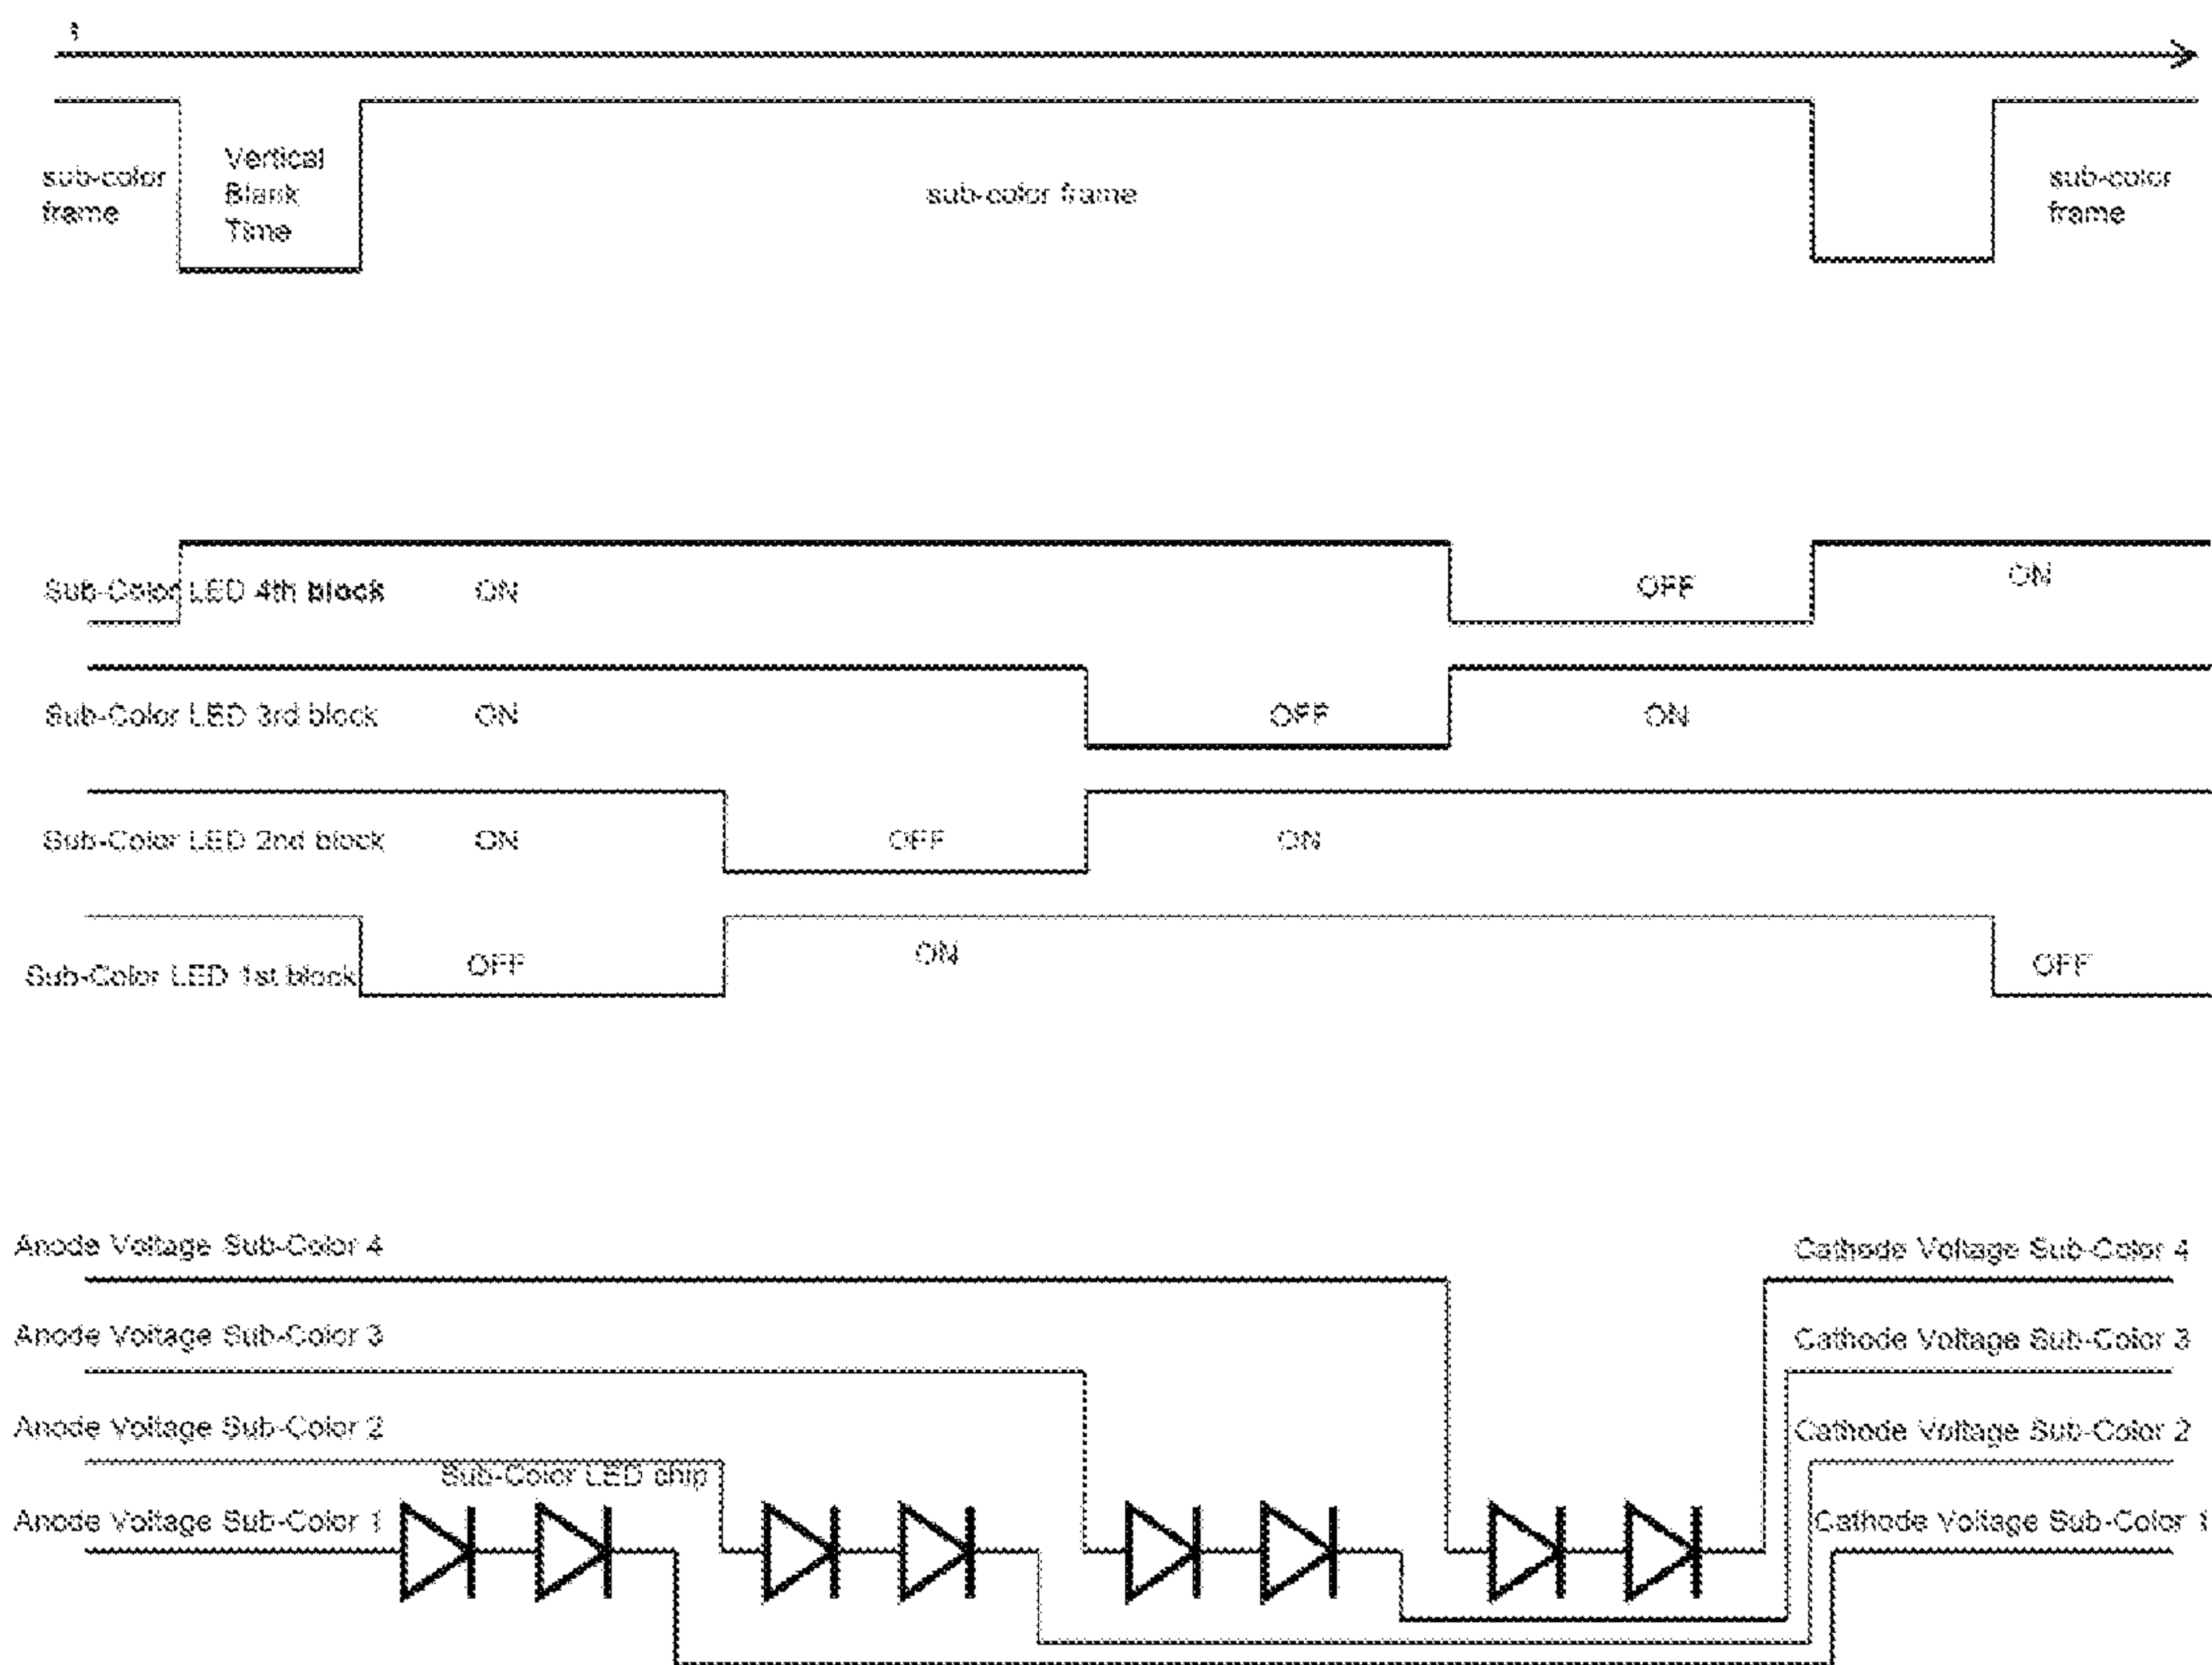 t
sub-color
frame
Vertical
Blank
Time
sub-color frame
sub-color
frame
Sub-Color LED 4th block
ON
OFF
ON
Sub-Color LED 3rd block
ON
OFF
ON
Sub-Color LED 2nd block
ON
OFF
ON
Sub-Color LED 1st block
OFF
ON
OFF
Anode Voltage Sub-Color 4
Cathode Voltage Sub-Color 4
Anode Voltage Sub-Color 3
Cathode Voltage Sub-Color 3
Anode Voltage Sub-Color 2
Cathode Voltage Sub-Color 2
Sub-Color LED chip
Anode Voltage Sub-Color 1
Cathode Voltage Sub-Color 1